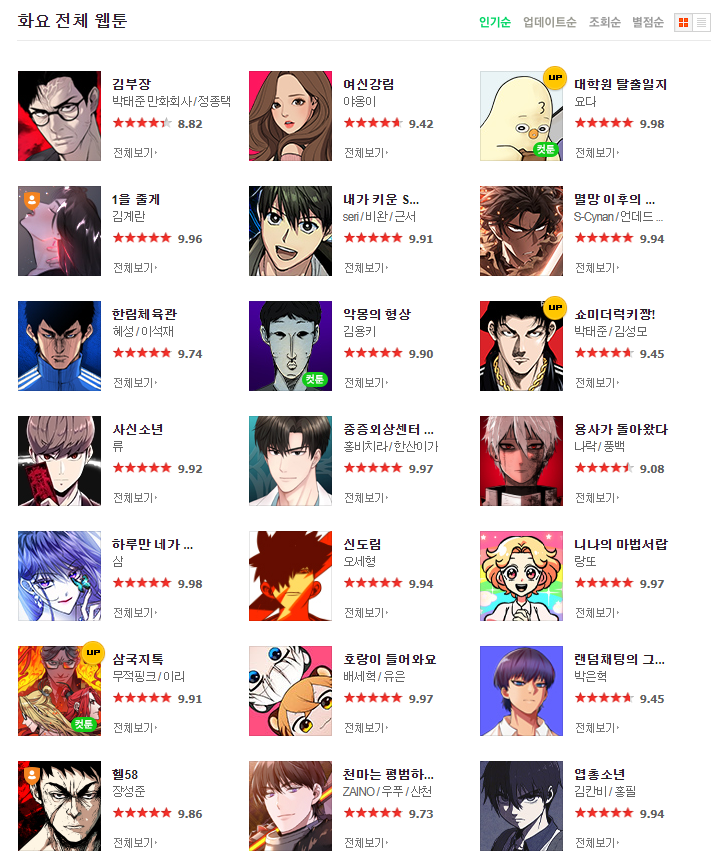 화요 전체 웹툰
인기순 업데이트순 조회순 별점순
김부장
박태준 만화회사 / 정종택
8.82
전체보기
여신강림
야옹이
9.42
전체보기
UP
컷툰
대학원 탈출일지
요다
9.98
전체보기
1을 줄게
김계란
9.96
전체보기
내가 키운 S...
seri / 비완 / 근서
9.91
전체보기
멸망 이후의 ...
S-Cynan / 언데드 ...
9.94
전체보기
한림체육관
혜성 / 이석재
9.74
전체보기
컷툰
악몽의 형상
김용키
9.90
전체보기
UP
쇼미더럭키짱!
박태준 / 김성모
9.45
전체보기
사신소년
류
9.92
전체보기
중증외상센터 ...
홍비치라 / 한산이가
9.97
전체보기
용사가 돌아왔다
나락 / 풍백
9.08
전체보기
하루만 네가 ...
삼
9.98
전체보기
신도림
오세형
9.94
전체보기
니나의 마법서랍
랑또
9.97
전체보기
UP
컷툰
삼국지톡
무적핑크 / 이리
9.91
전체보기
호랑이 들어와요
배세혁 / 유은
9.97
전체보기
랜덤채팅의 그...
박은혁
9.45
전체보기
헬58
장성준
9.86
전체보기
천마는 평범하...
ZAINO / 우푸 / 산천
9.73
전체보기
엽총소년
김칸비 / 홍필
9.94
전체보기